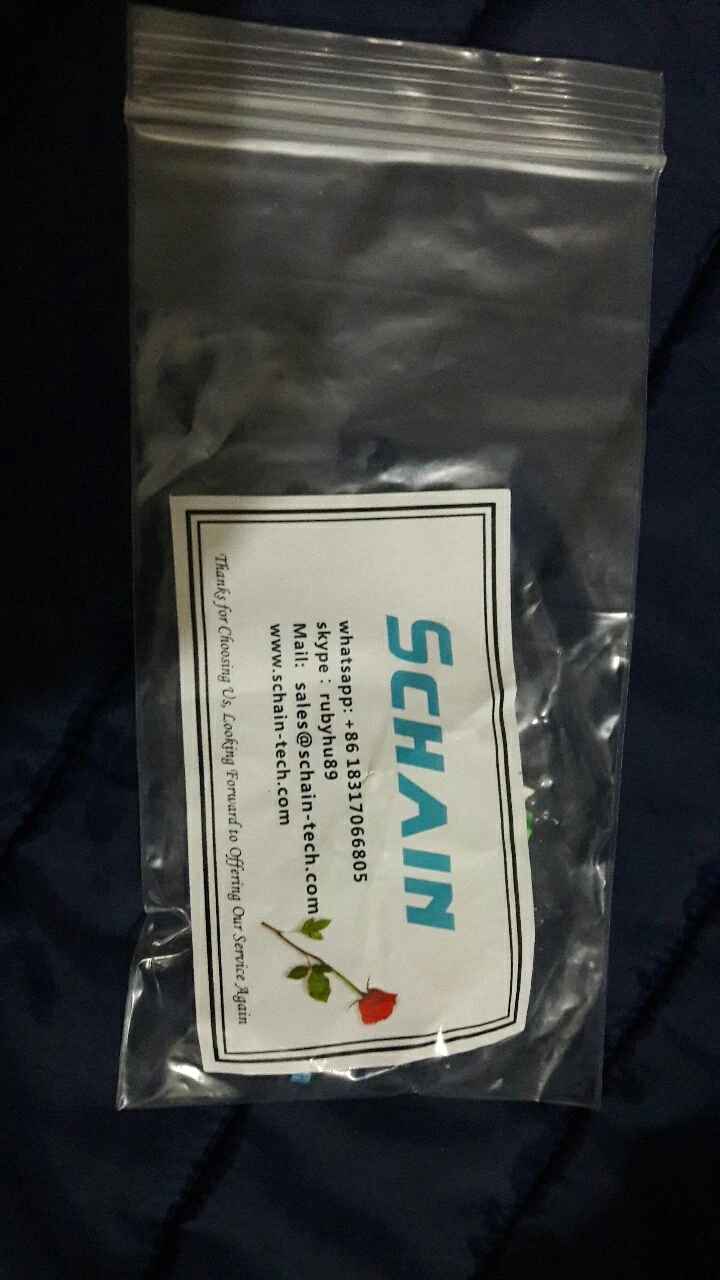 SCHAIN
whatsapp: +86 18317066805
skype : rubyhu89
Mail: sales@schain-tech.com
www.schain-tech.com
Thanks for Choosing Us, Looking Forward to Offering Our Service Again